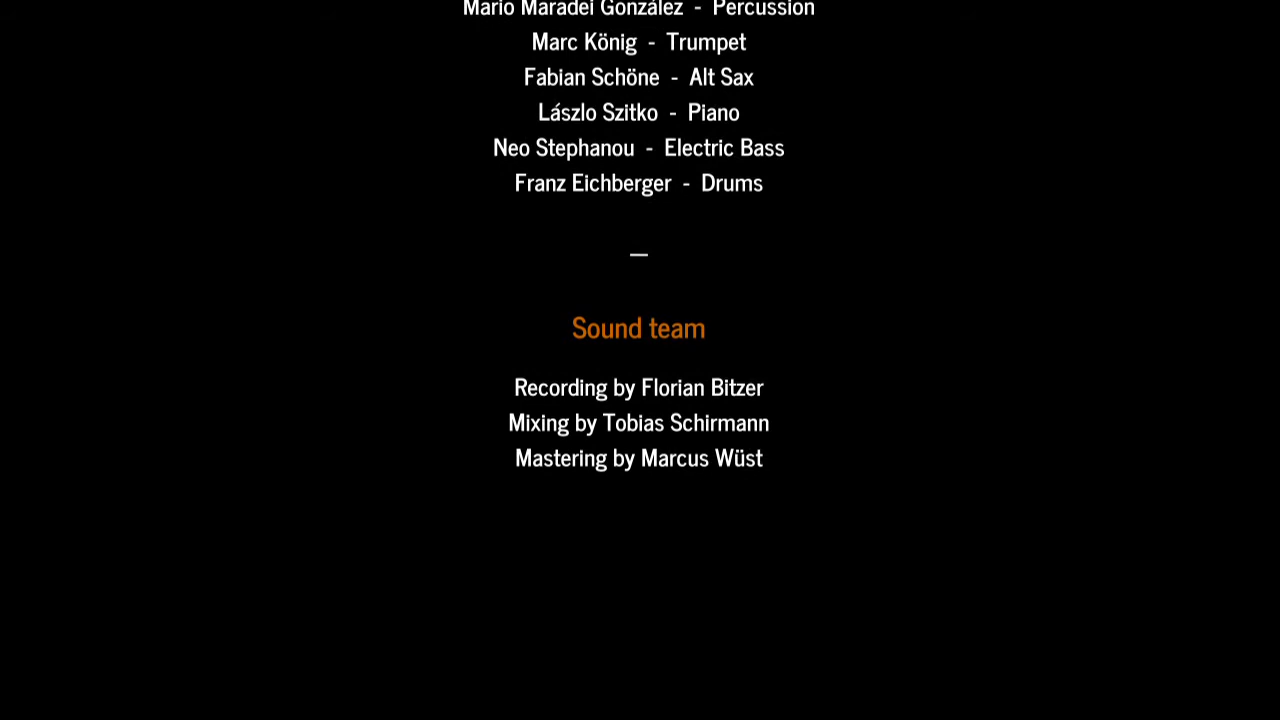 Mario Maradei González - Percussion
Marc König - Trumpet
Fabian Schöne - Alt Sax
Lászlo Szitko - Piano
Neo Stephanou - Electric Bass
Franz Eichberger - Drums
—
Sound team
Recording by Florian Bitzer
Mixing by Tobias Schirmann
Mastering by Marcus Wüst